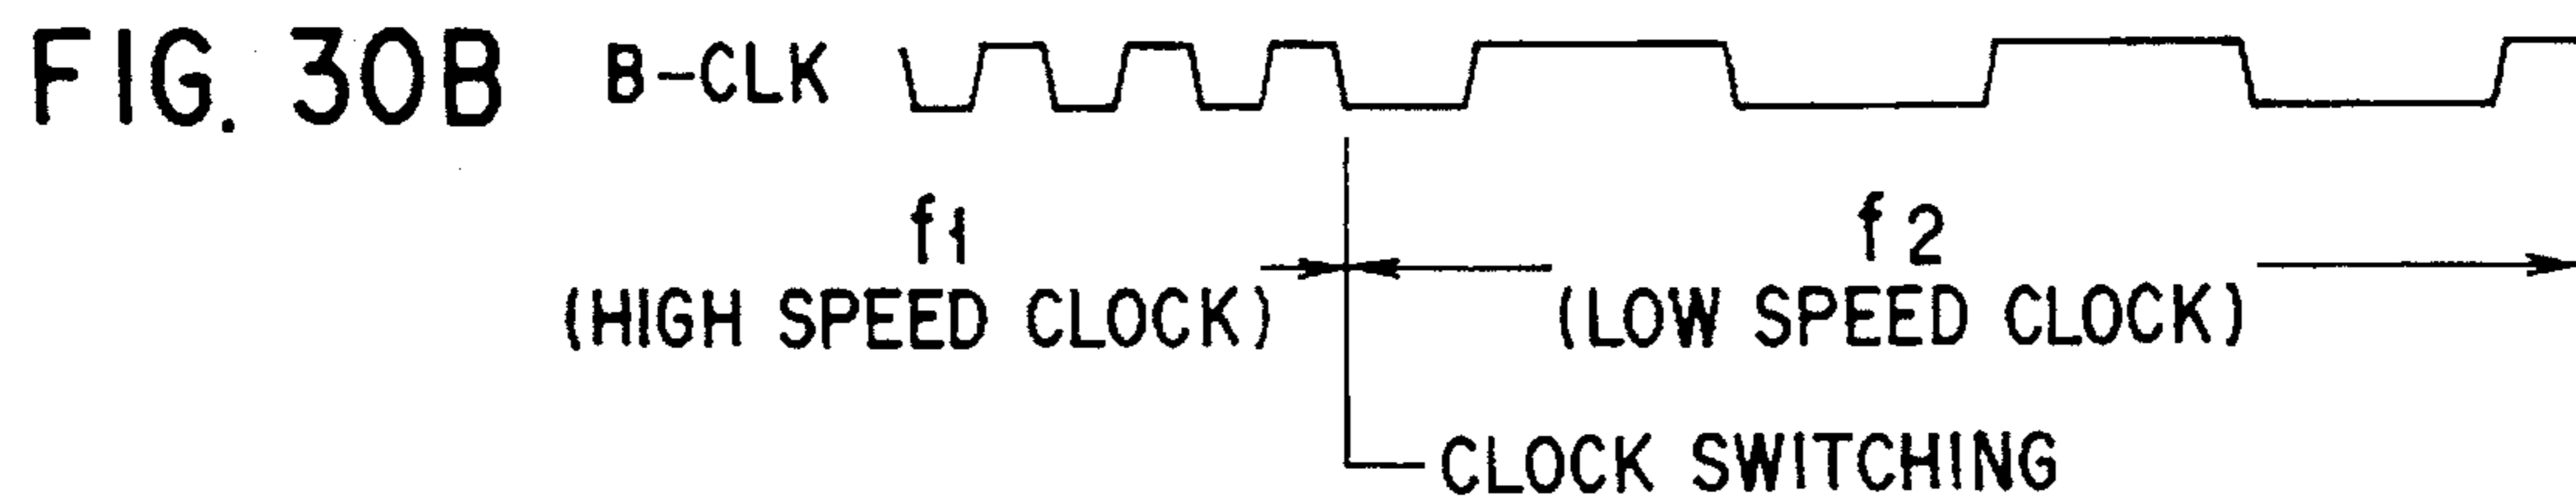 FIG. 30B B-CLK
f1 f2
(HIGH SPEED CLOCK) (LOW SPEED CLOCK)
CLOCK SWITCHING